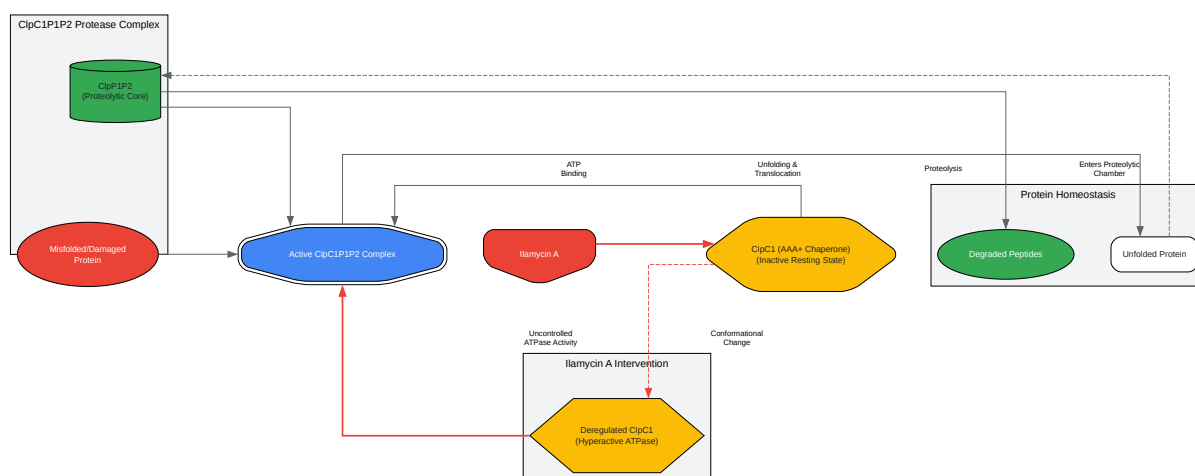 ClpC1P1P2 Protease Complex
ClpP1P2
(Proteolytic Core)
ATP
Binding
Unfolding &
Translocation
Proteolysis
Enters Proteolytic
Chamber
Protein Homeostasis
Misfolded/Damaged
Protein
Active ClpC1P1P2 Complex
Ilamycin A
ClpC1 (AAA+ Chaperone)
(Inactive Resting State)
Degraded Peptides
Unfolded Protein
Uncontrolled
ATPase Activity
Conformational
Change
Ilamycin A Intervention
Deregulated ClpC1
(Hyperactive ATPase)